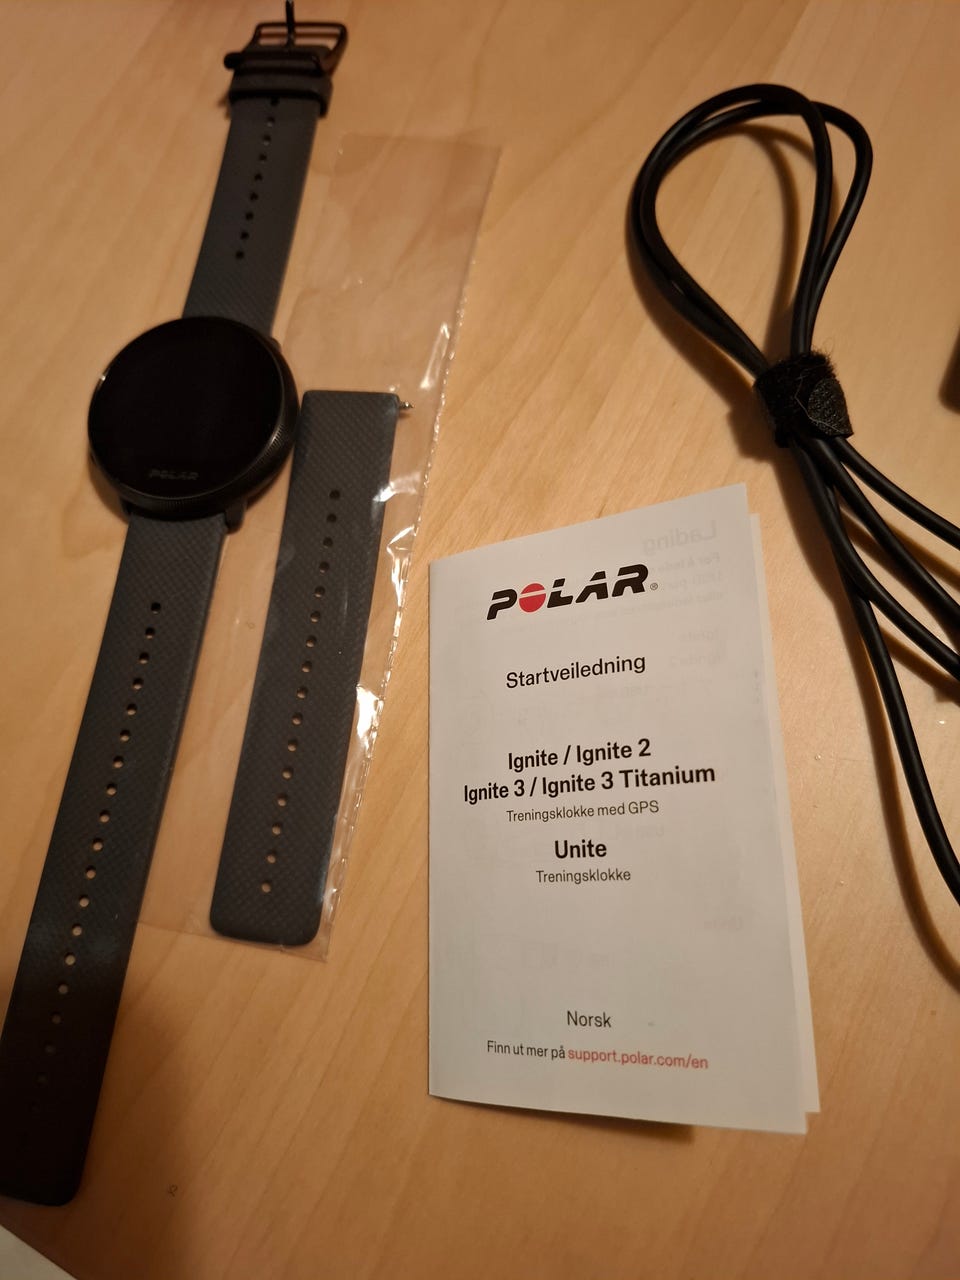 POLAR
POLAR®
Startveiledning
Ignite / Ignite 2
Ignite 3 / Ignite 3 Titanium
Treningsklokke med GPS
Unite
Treningsklokke
Norsk
Finn ut mer på support.polar.com/en
Lading